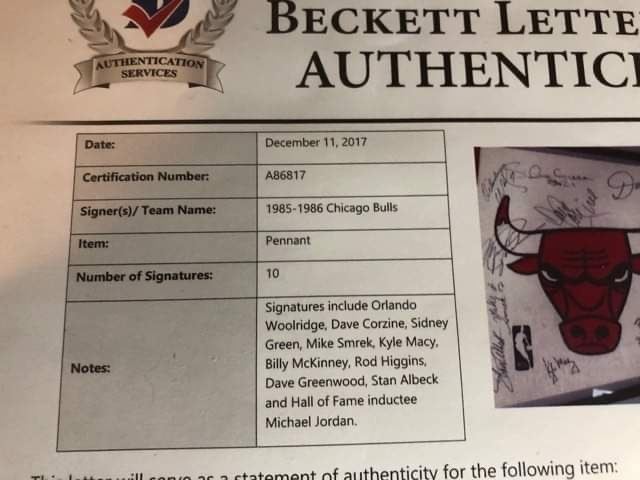 BECKETT LETTE
AUTHENTICATION
SERVICES
AUTHENTIC
Date: December 11, 2017
Certification Number: A86817
Signer(s)/ Team Name: 1985-1986 Chicago Bulls
Item: Pennant
Number of Signatures: 10
Notes: Signatures include Orlando
Woolridge, Dave Corzine, Sidney
Green, Mike Smrek, Kyle Macy,
Billy McKinney, Rod Higgins,
Dave Greenwood, Stan Albeck
and Hall of Fame inductee
Michael Jordan.
This letter will serve as a statement of authenticity for the following item: